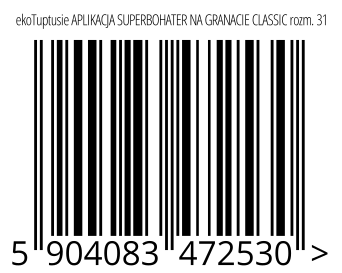 ekoTuptusie APLIKACJA SUPERBOHATER NA GRANACIE CLASSIC rozm. 31
5 904083 472530 >